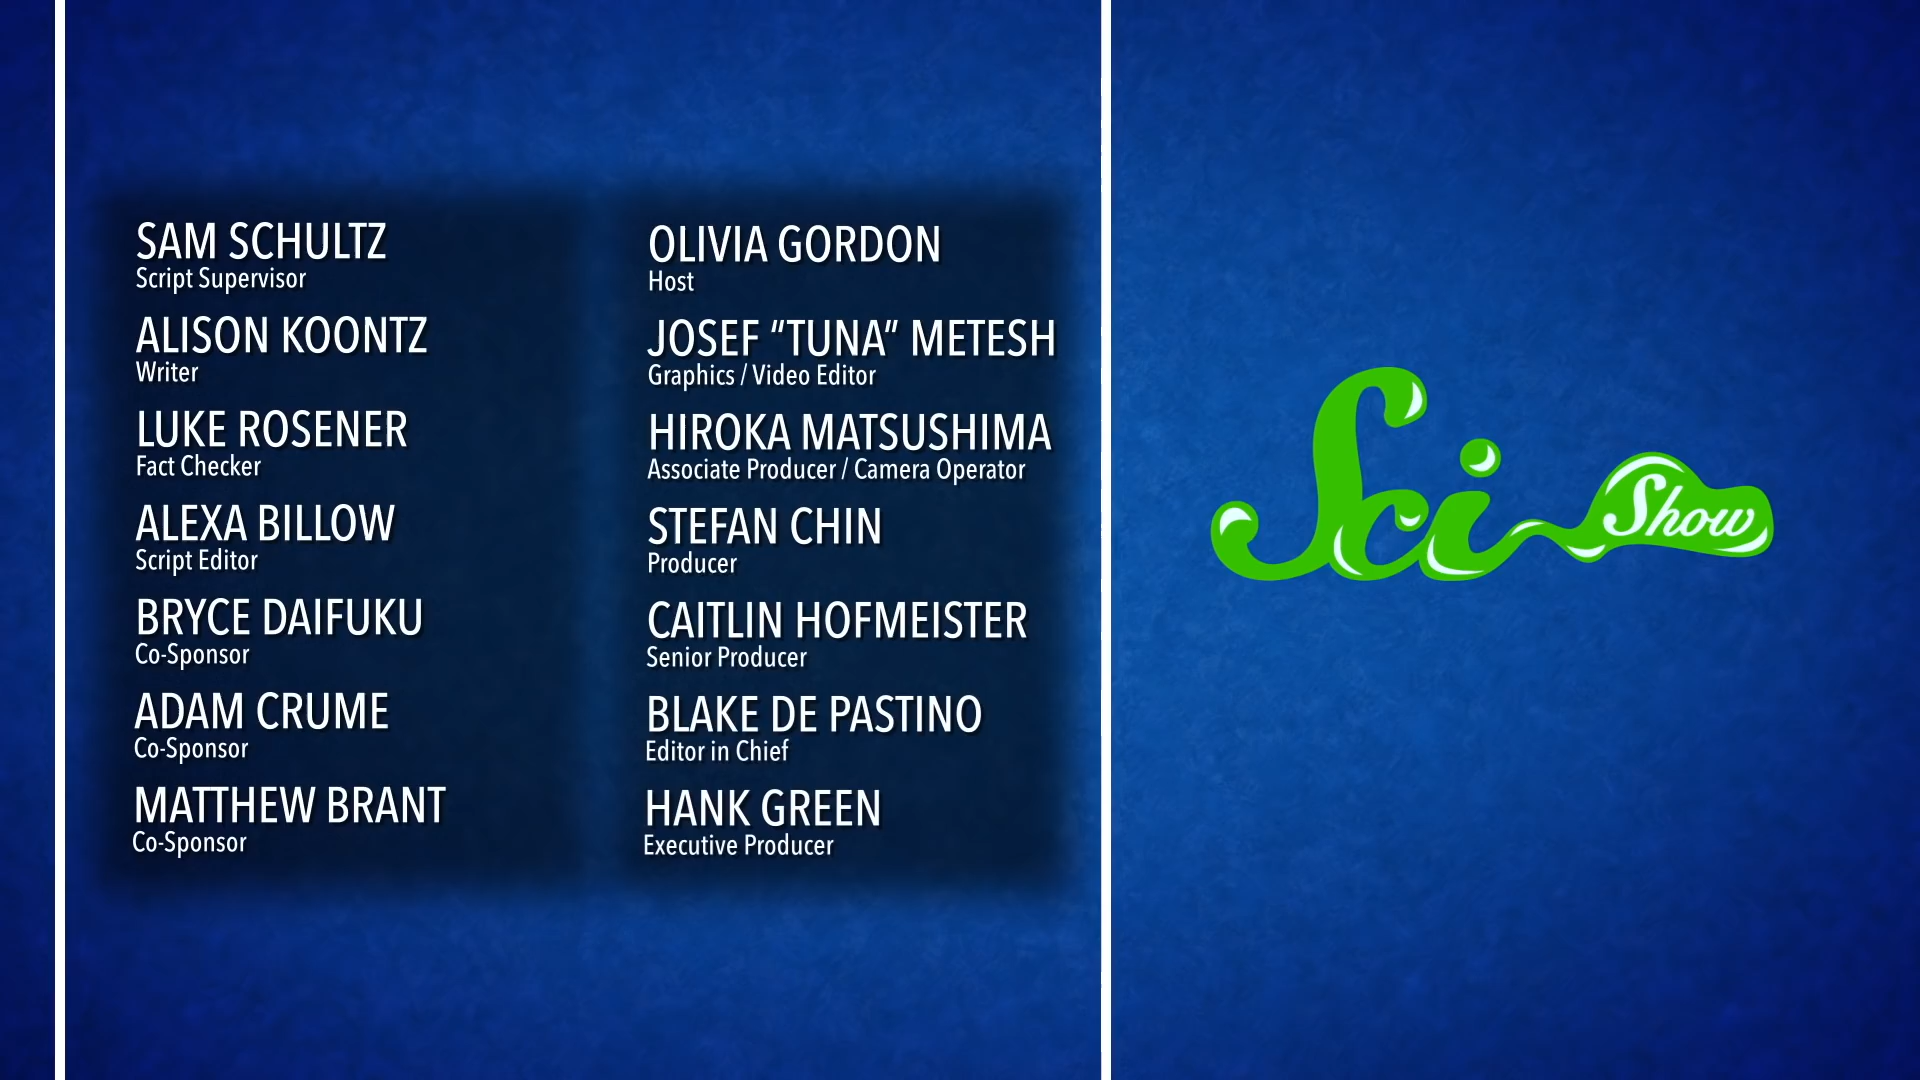 SAM SCHULTZ
Script Supervisor
ALISON KOONTZ
Writer
LUKE ROSENER
Fact Checker
ALEXA BILLOW
Script Editor
BRYCE DAIFUKU
Co-Sponsor
ADAM CRUME
Co-Sponsor
MATTHEW BRANT
Co-Sponsor
OLIVIA GORDON
Host
JOSEF “TUNA” METESH
Graphics / Video Editor
HIROKA MATSUSHIMA
Associate Producer / Camera Operator
STEFAN CHIN
Producer
CAITLIN HOFMEISTER
Senior Producer
BLAKE DE PASTINO
Editor in Chief
HANK GREEN
Executive Producer
Sci Show